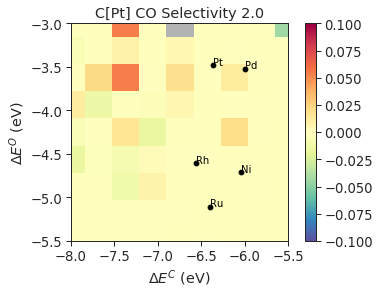 C[Pt] CO Selectivity 2.0
−3.0
−3.5
−4.0
−4.5
−5.0
−5.5
ΔE^O (eV)
Pt
Pd
Rh
Ni
Ru
−8.0 −7.5 −7.0 −6.5 −6.0 −5.5
ΔE^C (eV)
0.100
0.075
0.050
0.025
0.000
−0.025
−0.050
−0.075
−0.100